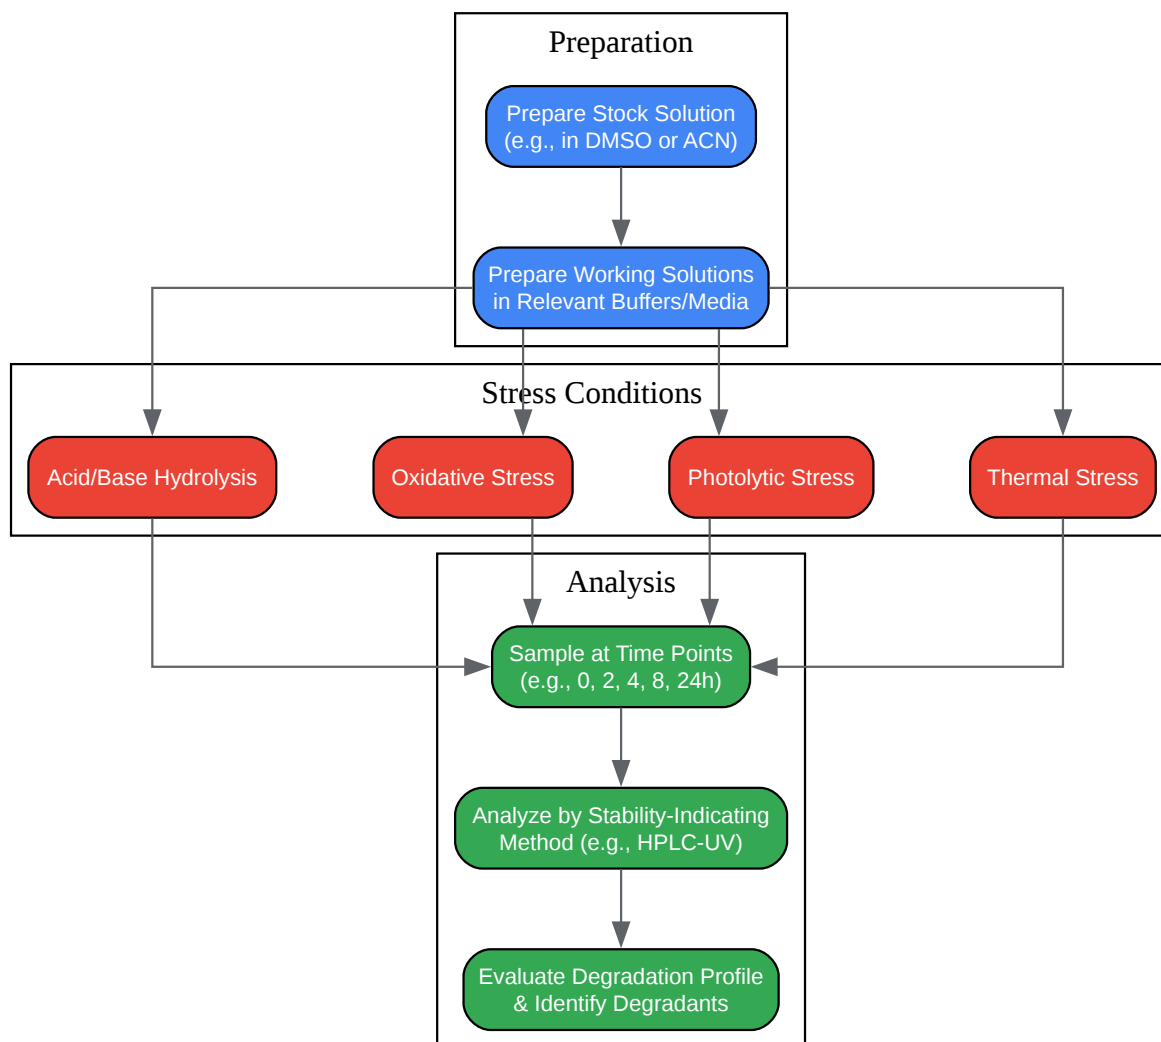 Preparation
Prepare Stock Solution
(e.g., in DMSO or ACN)
Prepare Working Solutions
in Relevant Buffers/Media
Stress Conditions
Acid/Base Hydrolysis
Oxidative Stress
Photolytic Stress
Thermal Stress
Analysis
Sample at Time Points
(e.g., 0, 2, 4, 8, 24h)
Analyze by Stability-Indicating
Method (e.g., HPLC-UV)
Evaluate Degradation Profile
& Identify Degradants